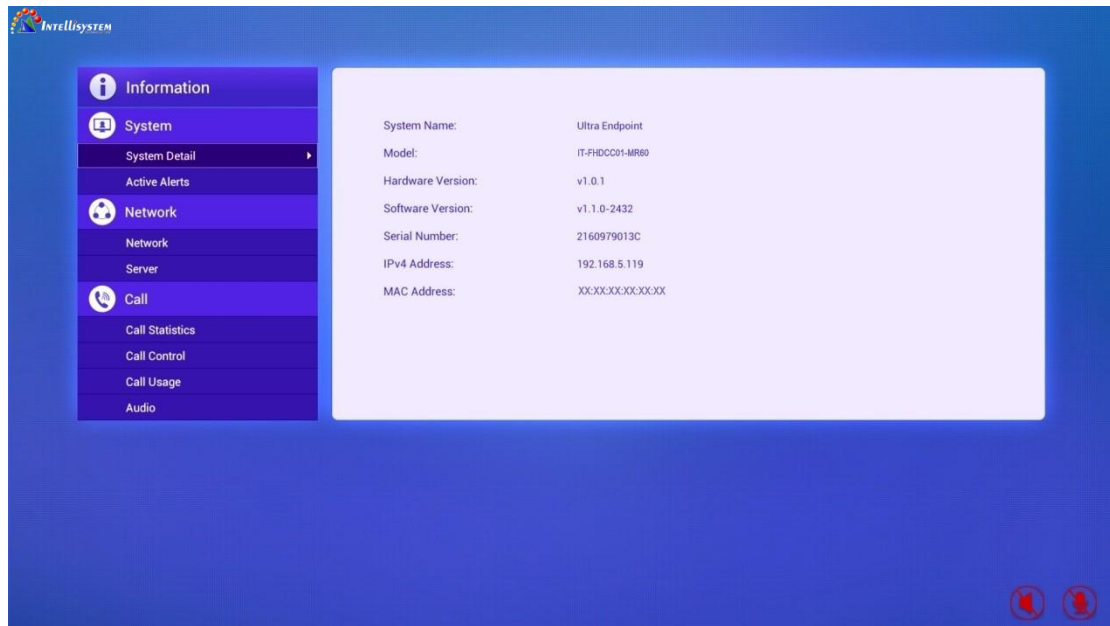 INTELLISYSTEM
Information
System
System Detail
Active Alerts
Network
Network
Server
Call
Call Statistics
Call Control
Call Usage
Audio
System Name: Ultra Endpoint
Model: IT-FHDCC01-MR60
Hardware Version: v1.0.1
Software Version: v1.1.0-2432
Serial Number: 2160979013C
IPv4 Address: 192.168.5.119
MAC Address: XX:XX:XX:XX:XX:XX